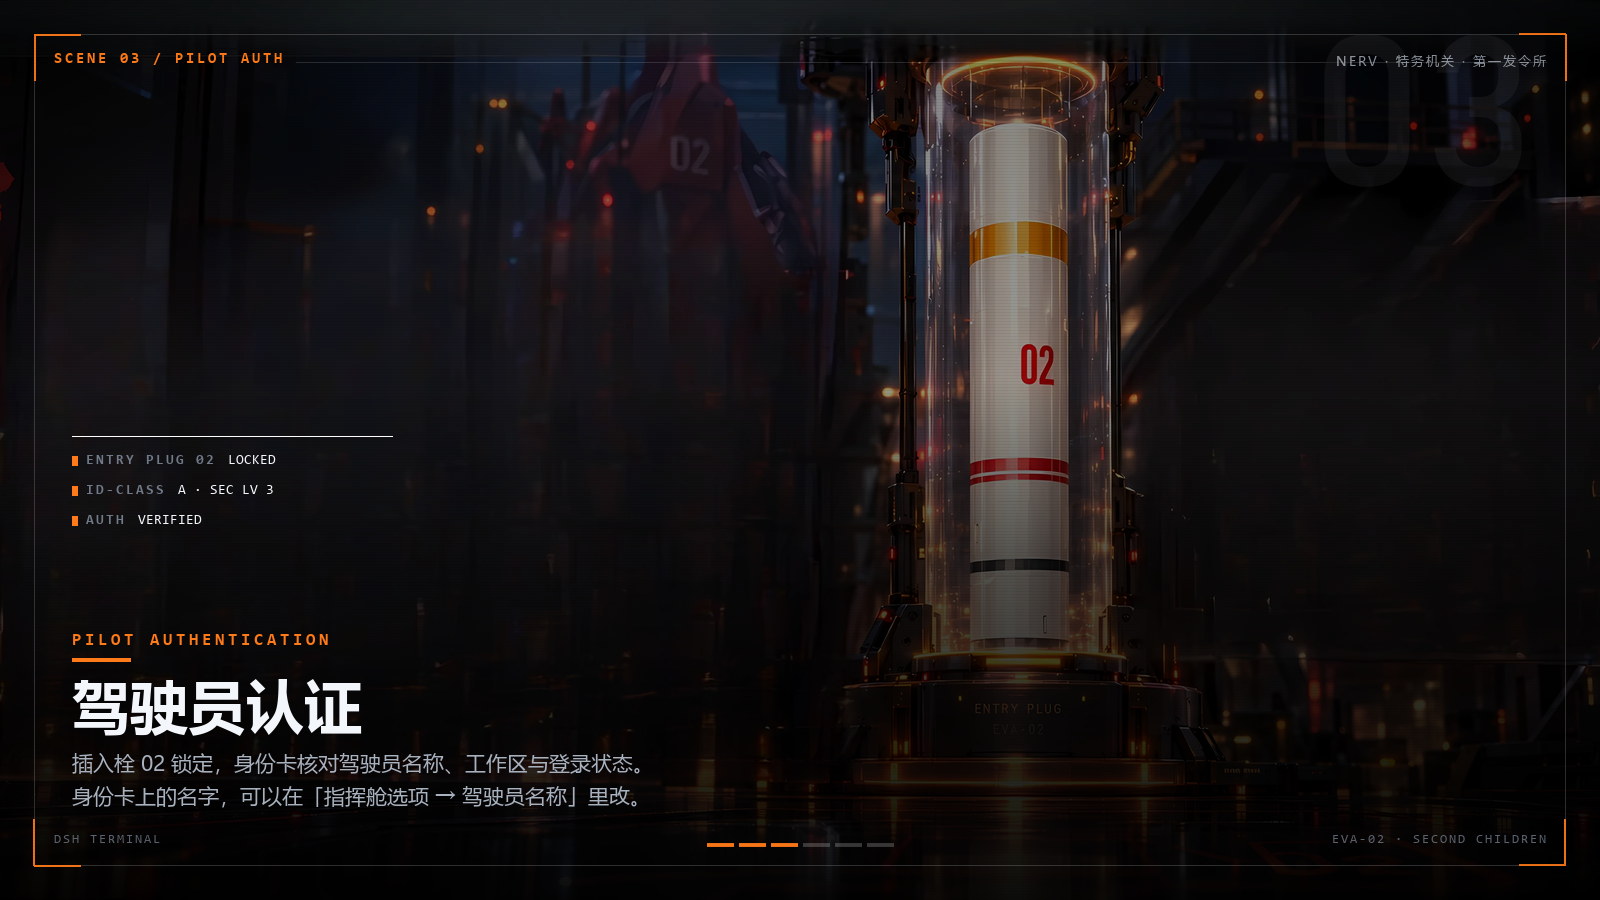 SCENE 03 / PILOT AUTH
NERV · 特务机关 · 第一发令所
03
02
02
ENTRY PLUG 02 LOCKED
ID-CLASS A · SEC LV 3
AUTH VERIFIED
PILOT AUTHENTICATION
驾驶员认证
插入栓 02 锁定，身份卡核对驾驶员名称、工作区与登录状态。
身份卡上的名字，可以在「指挥舱选项 → 驾驶员名称」里改。
ENTRY PLUG
EVA-02
DSH TERMINAL
EVA-02 · SECOND CHILDREN